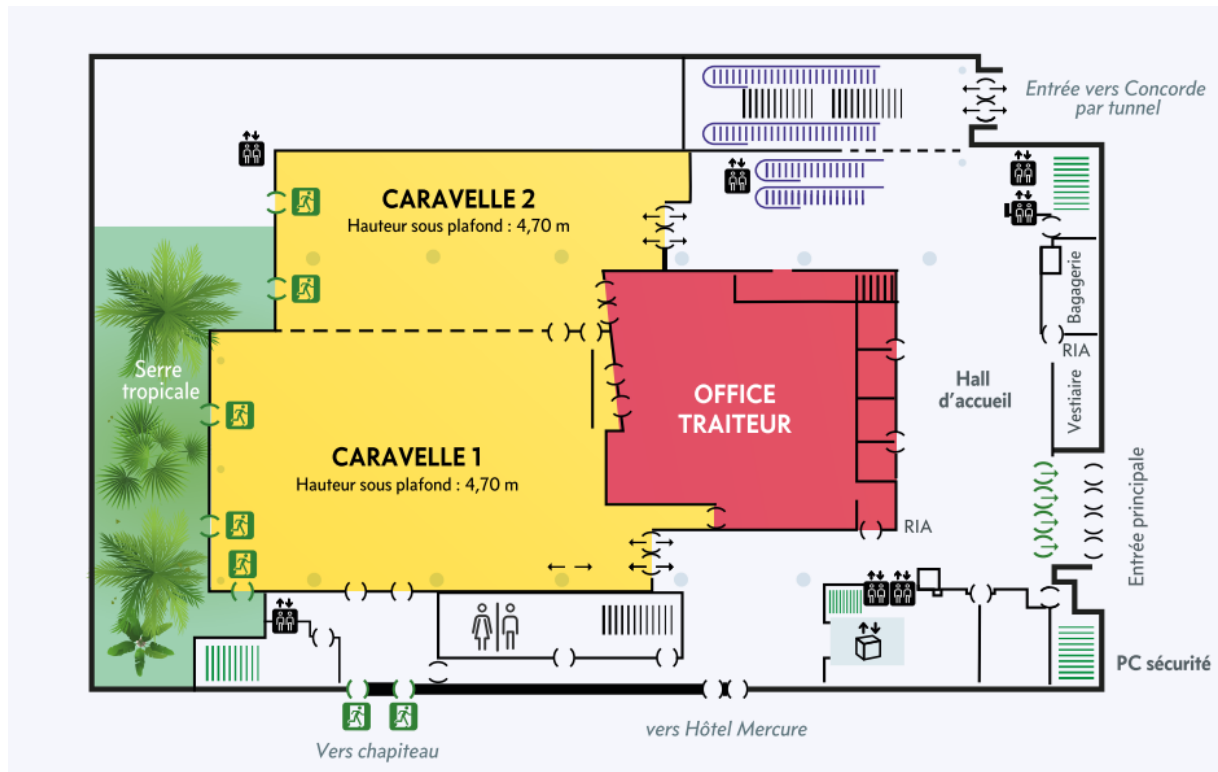 Entrée vers Concorde
par tunnel
CARAVELLE 2
Hauteur sous plafond : 4,70 m
Bagagerie
RIA
Serre
tropicale
Hall
d’accueil
Vestiaire
OFFICE
TRAITEUR
CARAVELLE 1
Hauteur sous plafond : 4,70 m
RIA
Entrée principale
PC sécurité
vers Hôtel Mercure
Vers chapiteau